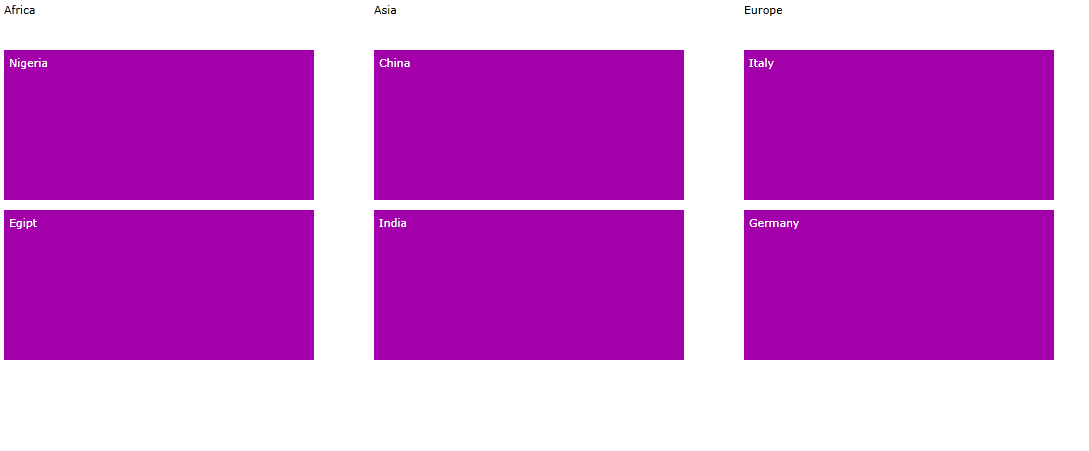 Africa
Nigeria
Egipt
Asia
China
India
Europe
Italy
Germany